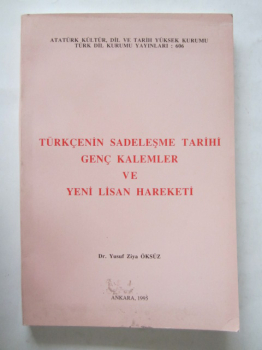 ATATÜRK KÜLTÜR, DİL VE TARİH YÜKSEK KURUMU
TÜRK DİL KURUMU YAYINLARI : 606
TÜRKÇENİN SADELEŞME TARİHİ
GENÇ KALEMLER
VE
YENİ LİSAN HAREKETİ
Dr. Yusuf Ziya ÖKSÜZ
ANKARA, 1995